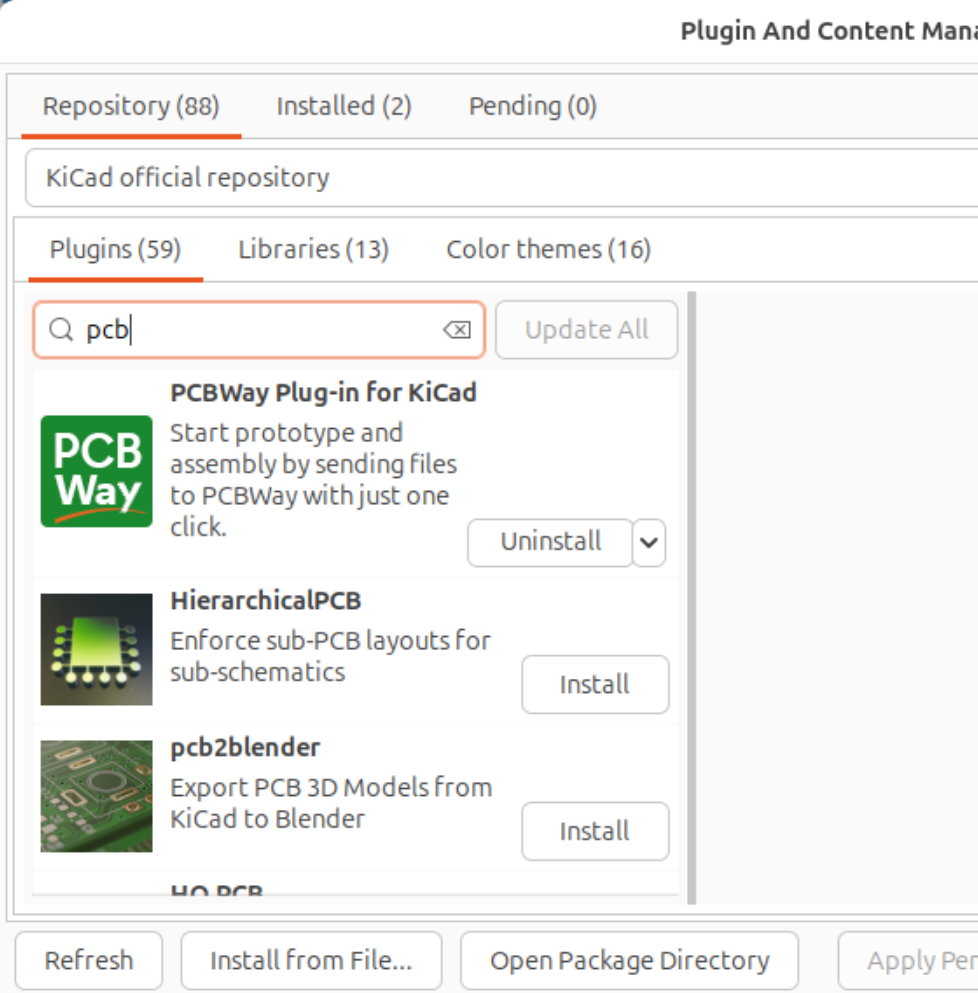 Plugin And Content
Repository (88) Installed (2) Pending (0)
KiCad official repository
Plugins (59) Libraries (13) Color themes (16)
pcb
Update All
PCBWay Plug-in for KiCad
PCB
Way
Start prototype and
assembly by sending files
to PCBWay with just one
click.
Uninstall
HierarchicalPCB
Enforce sub-PCB layouts for
sub-schematics
Install
pcb2blender
Export PCB 3D Models from
KiCad to Blender
Install
HQ PCB
Refresh Install from File... Open Package Directory Apply